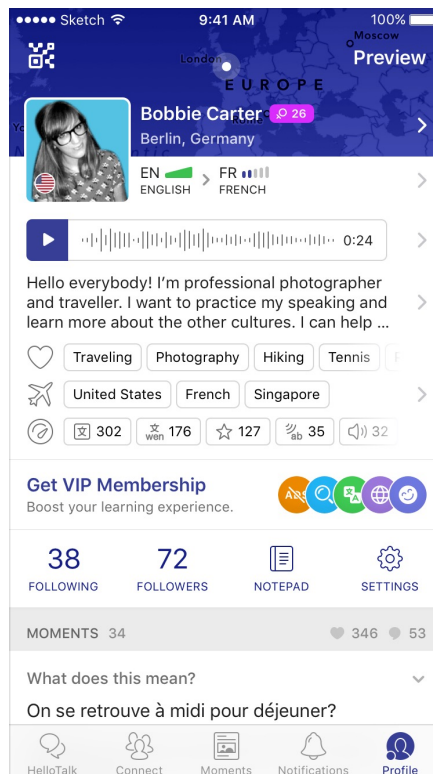 Sketch 9:41 AM 100%
Moscow
London
Preview
EUROPE
Bobbie Carter 26
Berlin, Germany
EN > FR
ENGLISH FRENCH
0:24
Hello everybody! I'm professional photographer
and traveller. I want to practice my speaking and
learn more about the other cultures. I can help ...
Traveling Photography Hiking Tennis
United States French Singapore
文 302 文 wen 176 127 ab 35 32
Get VIP Membership
Boost your learning experience.
ADS
38 72
FOLLOWING FOLLOWERS NOTEPAD SETTINGS
MOMENTS 34 346 53
What does this mean?
On se retrouve à midi pour déjeuner?
HelloTalk Connect Moments Notifications Profile